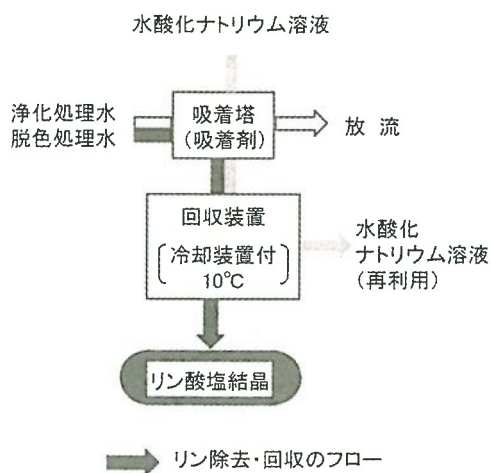 水酸化ナトリウム溶液
浄化処理水
脱色処理水
吸着塔
(吸着剤)
放 流
回収装置
冷却装置付
10℃
水酸化
ナトリウム溶液
(再利用)
リン酸塩結晶
リン除去・回収のフロー